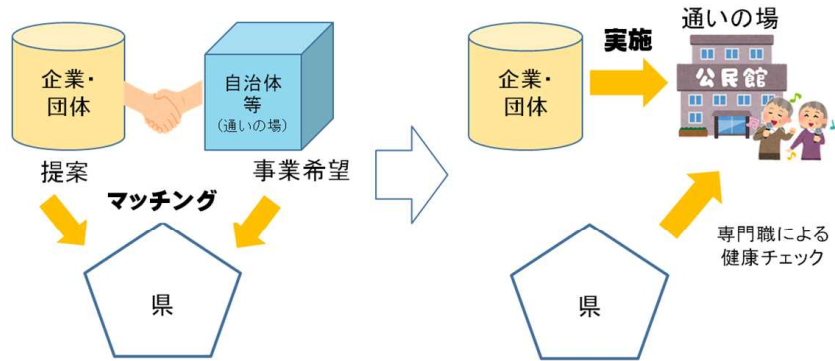 企業・
団体
自治体
等
(通いの場)
提案
事業希望
マッチング
県
通いの場
実施
企業・
団体
公民館
専門職による
健康チェック
県